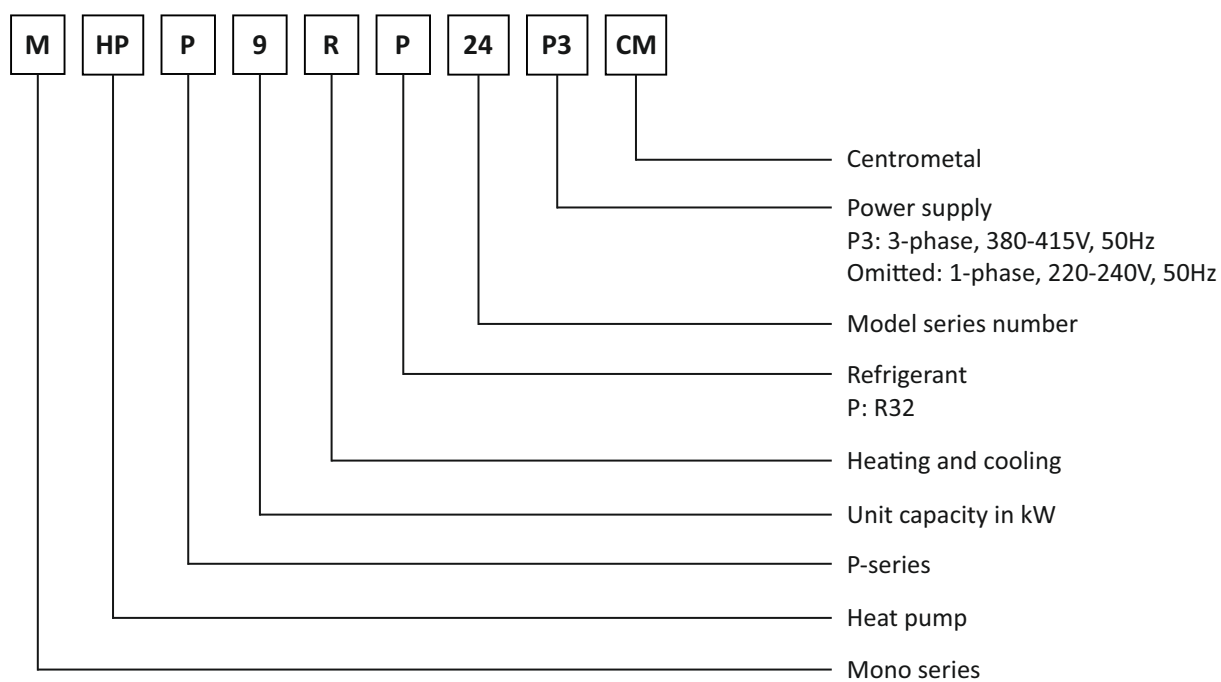 M HP P 9 R P 24 P3 CM
Centrometal
Power supply
P3: 3-phase, 380-415V, 50Hz
Omitted: 1-phase, 220-240V, 50Hz
Model series number
Refrigerant
P: R32
Heating and cooling
Unit capacity in kW
P-series
Heat pump
Mono series